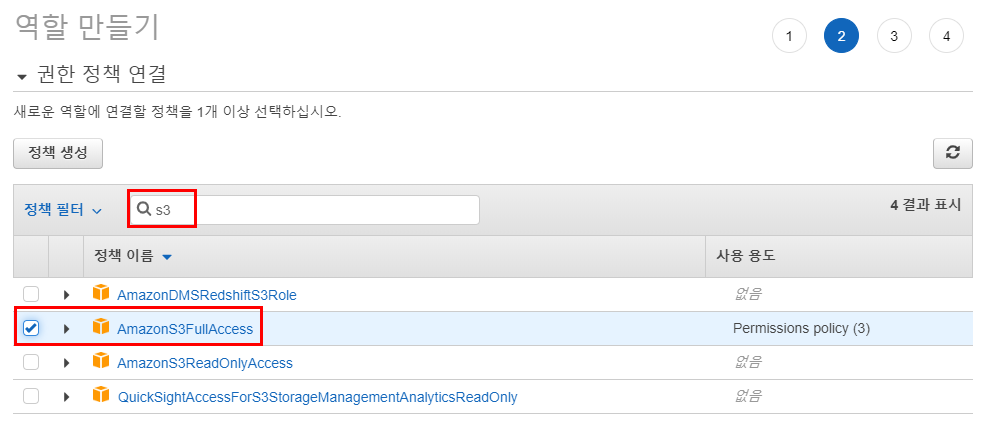 역할 만들기
1 2 3 4
권한 정책 연결
새로운 역할에 연결할 정책을 1개 이상 선택하십시오.
정책 생성
정책 필터 s3 4 결과 표시
정책 이름 사용 용도
AmazonDMSRedshiftS3Role 없음
AmazonS3FullAccess Permissions policy (3)
AmazonS3ReadOnlyAccess 없음
QuickSightAccessForS3StorageManagementAnalyticsReadOnly 없음